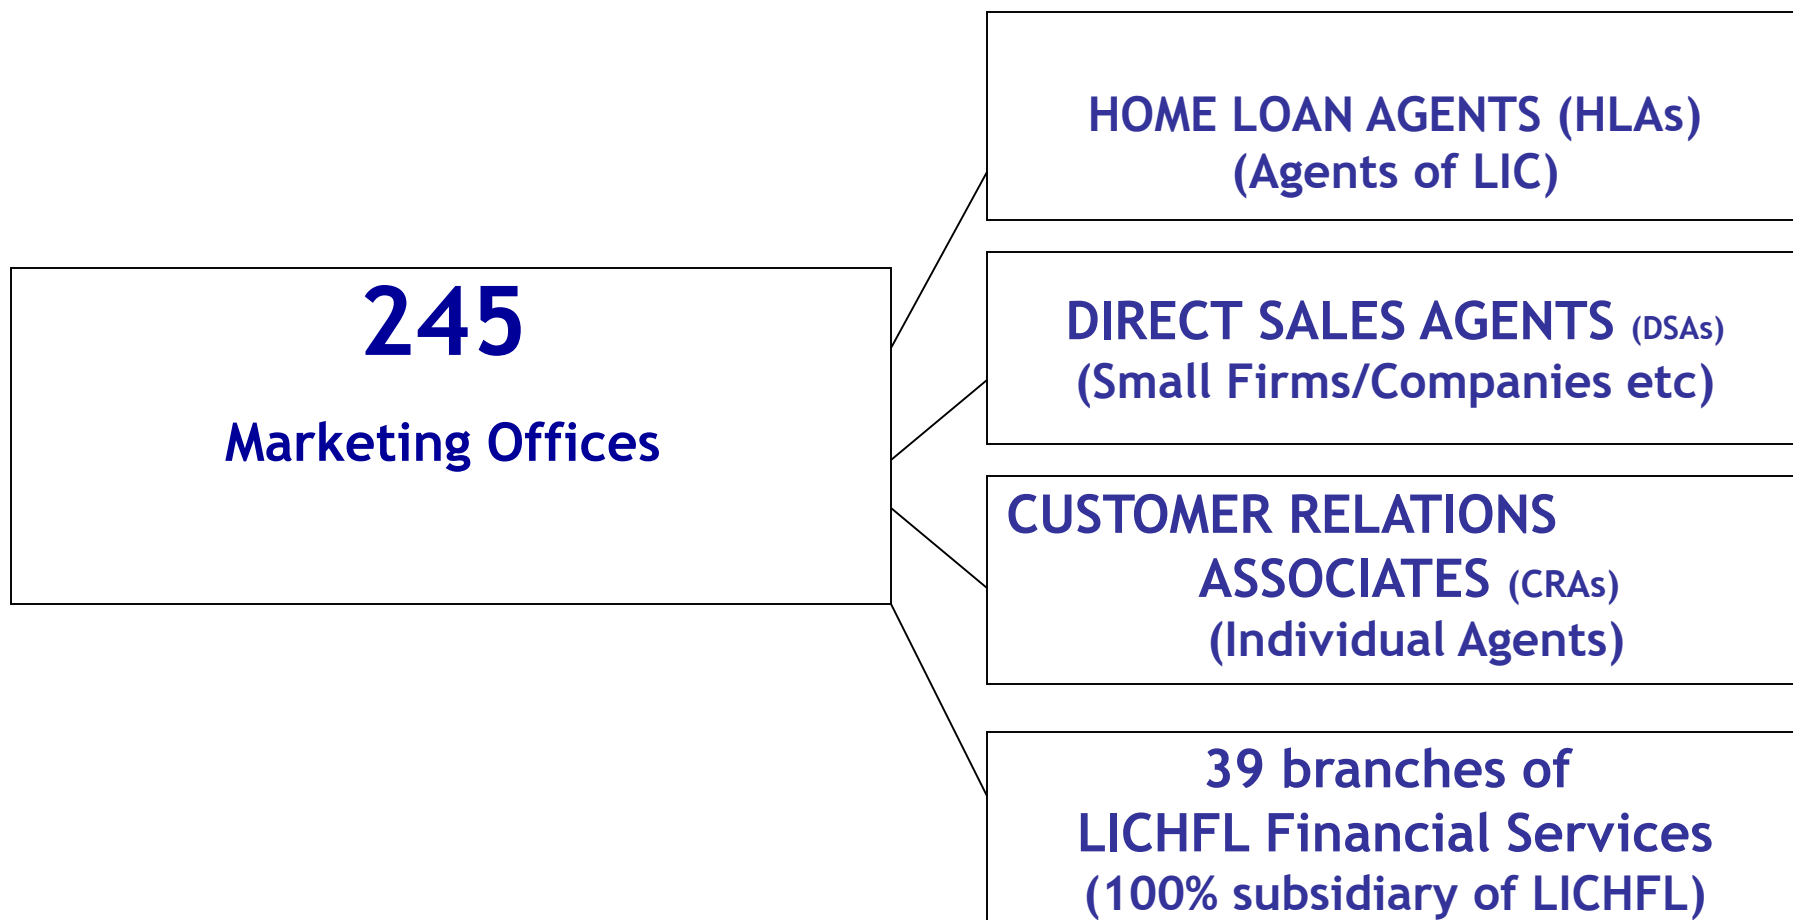 245
Marketing Offices
HOME LOAN AGENTS (HLAs)
(Agents of LIC)
DIRECT SALES AGENTS (DSAs)
(Small Firms/Companies etc)
CUSTOMER RELATIONS
ASSOCIATES (CRAs)
(Individual Agents)
39 branches of
LICHFL Financial Services
(100% subsidiary of LICHFL)